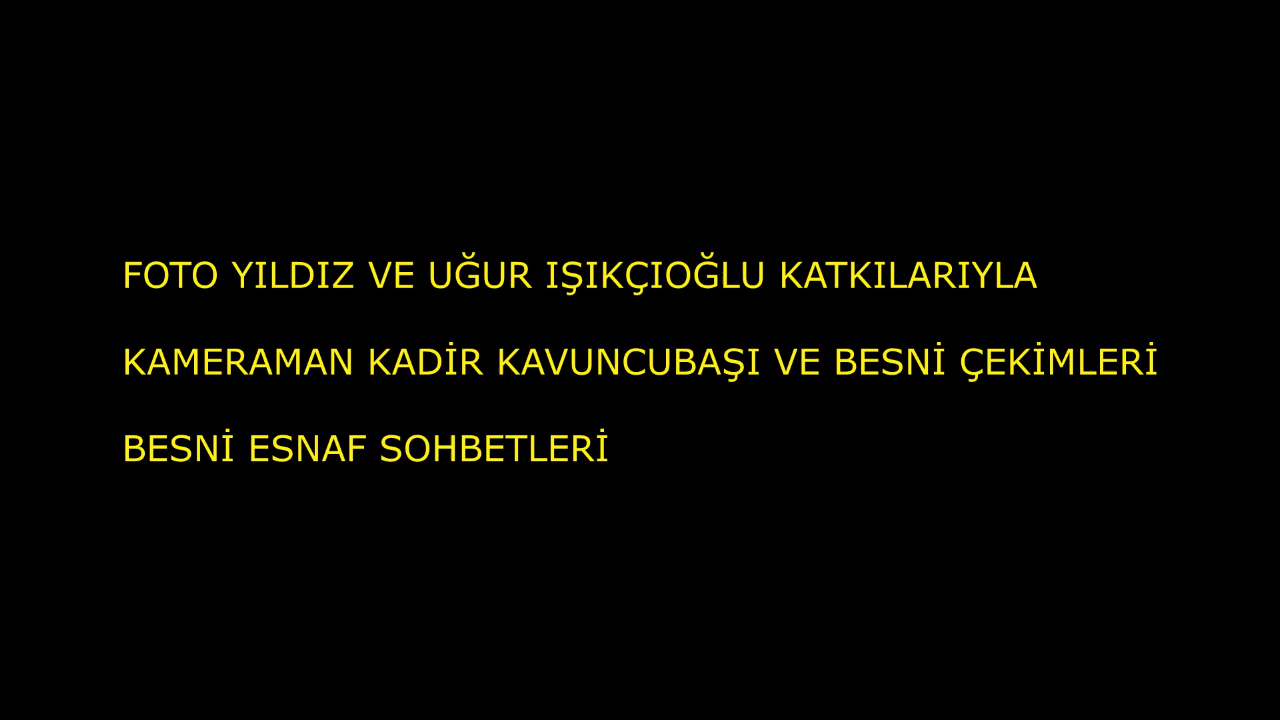 FOTO YILDIZ VE UĞUR IŞIKÇIOĞLU KATKILARIYLA
KAMERAMAN KADİR KAVUNCUBAŞI VE BESNİ ÇEKİMLERİ
BESNİ ESNAF SOHBETLERİ